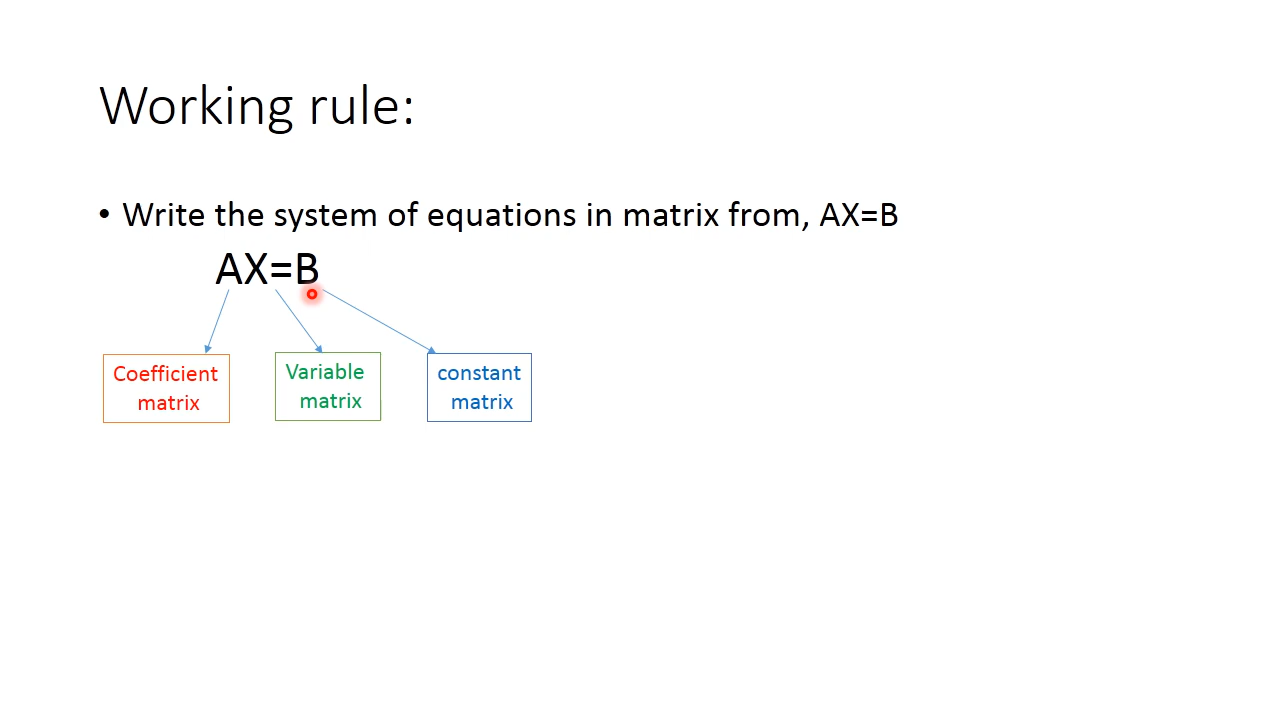 Working rule:
• Write the system of equations in matrix from, AX=B
AX=B
Coefficient
matrix
Variable
matrix
constant
matrix